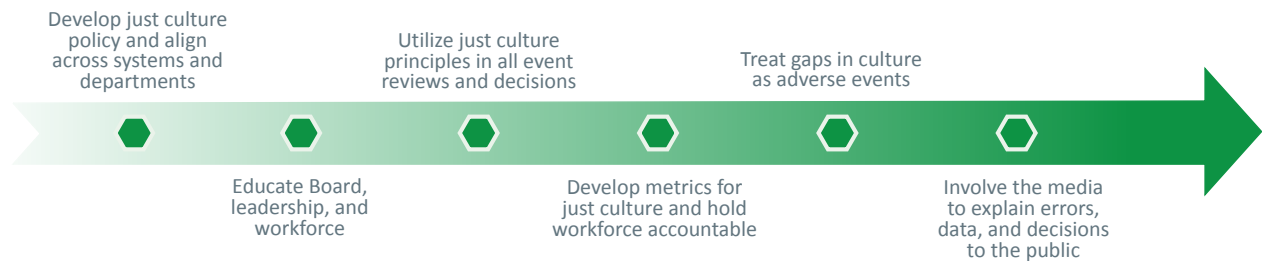 Develop just culture
policy and align
across systems and
departments
Educate Board,
leadership, and
workforce
Utilize just culture
principles in all event
reviews and decisions
Develop metrics for
just culture and hold
workforce accountable
Treat gaps in culture
as adverse events
Involve the media
to explain errors,
data, and decisions
to the public